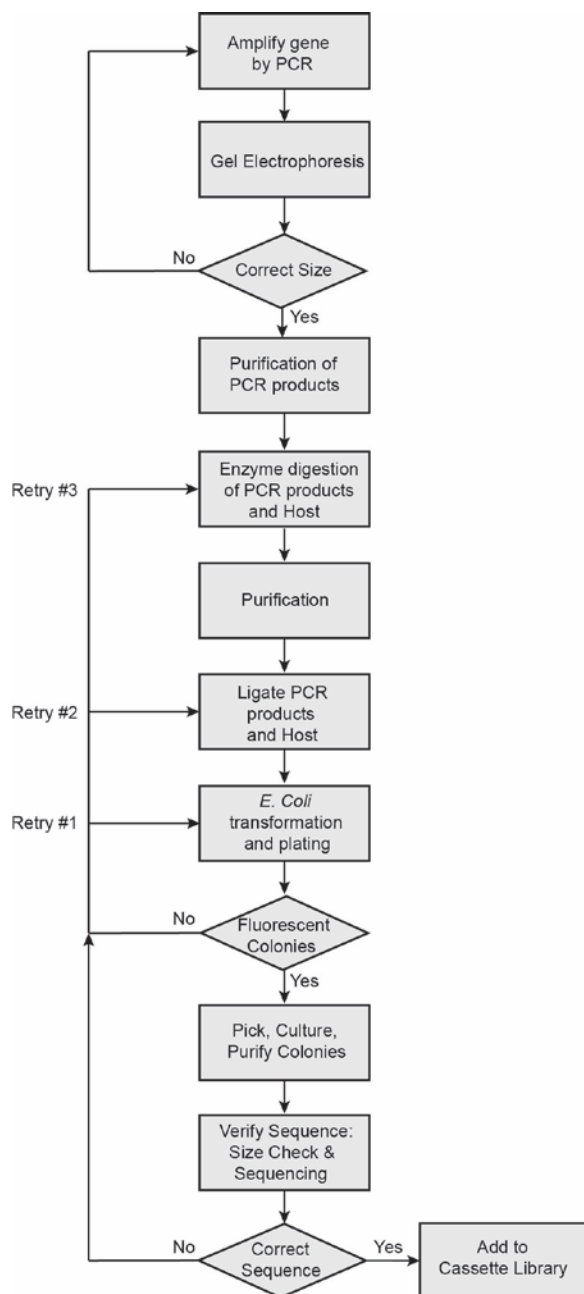 Amplify gene
by PCR
Gel Electrophoresis
No
Correct Size
Yes
Purification of
PCR products
Retry #3
Enzyme digestion
of PCR products
and Host
Purification
Retry #2
Ligate PCR
products
and Host
Retry #1
E. Coli
transformation
and plating
No
Fluorescent
Colonies
Yes
Pick, Culture,
Purify Colonies
Verify Sequence:
Size Check &
Sequencing
No
Correct
Sequence
Yes
Add to
Cassette Library